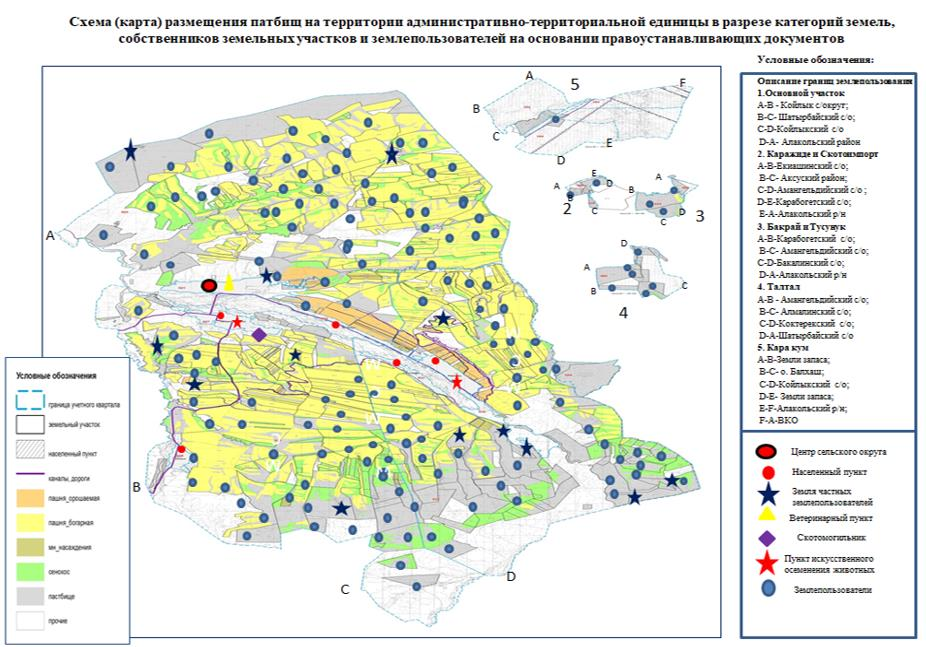 Схема (карта) размещения патбищ на территории административно-территориальной единицы в разрезе категорий земель,
собственников земельных участков и землепользователей на основании правоустанавливающих документов
Условные обозначения:
Описание границ землепользования
1.Основной участок
А-В - Койлык с/округ;
В-С- Шатырбайский с/о;
С-D-Койлыкский с/о
D-А- Алакольский район
2. Каражиде и Скотоимпорт
А-В-Екиашинский с/о;
В-С- Аксуский район;
С-D-Амангельдийский с/о ;
D-E-Карабогетский с/о;
Е-А-Алакольский р/н
3. Бакрай и Тусунук
А-В-Карабогетский с/о;
В-С- Амангельдийский с/о;
С-D-Бакалинский с/о;
D-А-Алакольский р/н
4. Талтал
А-В - Амангельдийский с/о;
В-С- Алмалинский с/о;
С-D-Коктерекский с/о;
D-А-Шатырбайский с/о
5. Кара кум
А-В-Земли запаса;
В-С- о. Балхаш;
С-D-Койлыкский с/о;
D-E- Земли запаса;
E-F-Алакольский р/н;
F-А-ВКО
Центр сельского округа
Населенный пункт
Земля частных
землепользователей
Ветеринарный пункт
Скотомогильник
Пункт искусственного
осеменения животных
Землепользователи
A
5
F
B
C
D
E
A
E
D
B
2
C
B
A
D
3
C
D
A
B
C
4
A
B
C
D
Условные обозначения
граница учетного квартала
земельный участок
населенный пункт
каналы, дороги
пашня_орошаемая
пашня_богарная
мн_насаждения
сенокос
пастбище
прочие